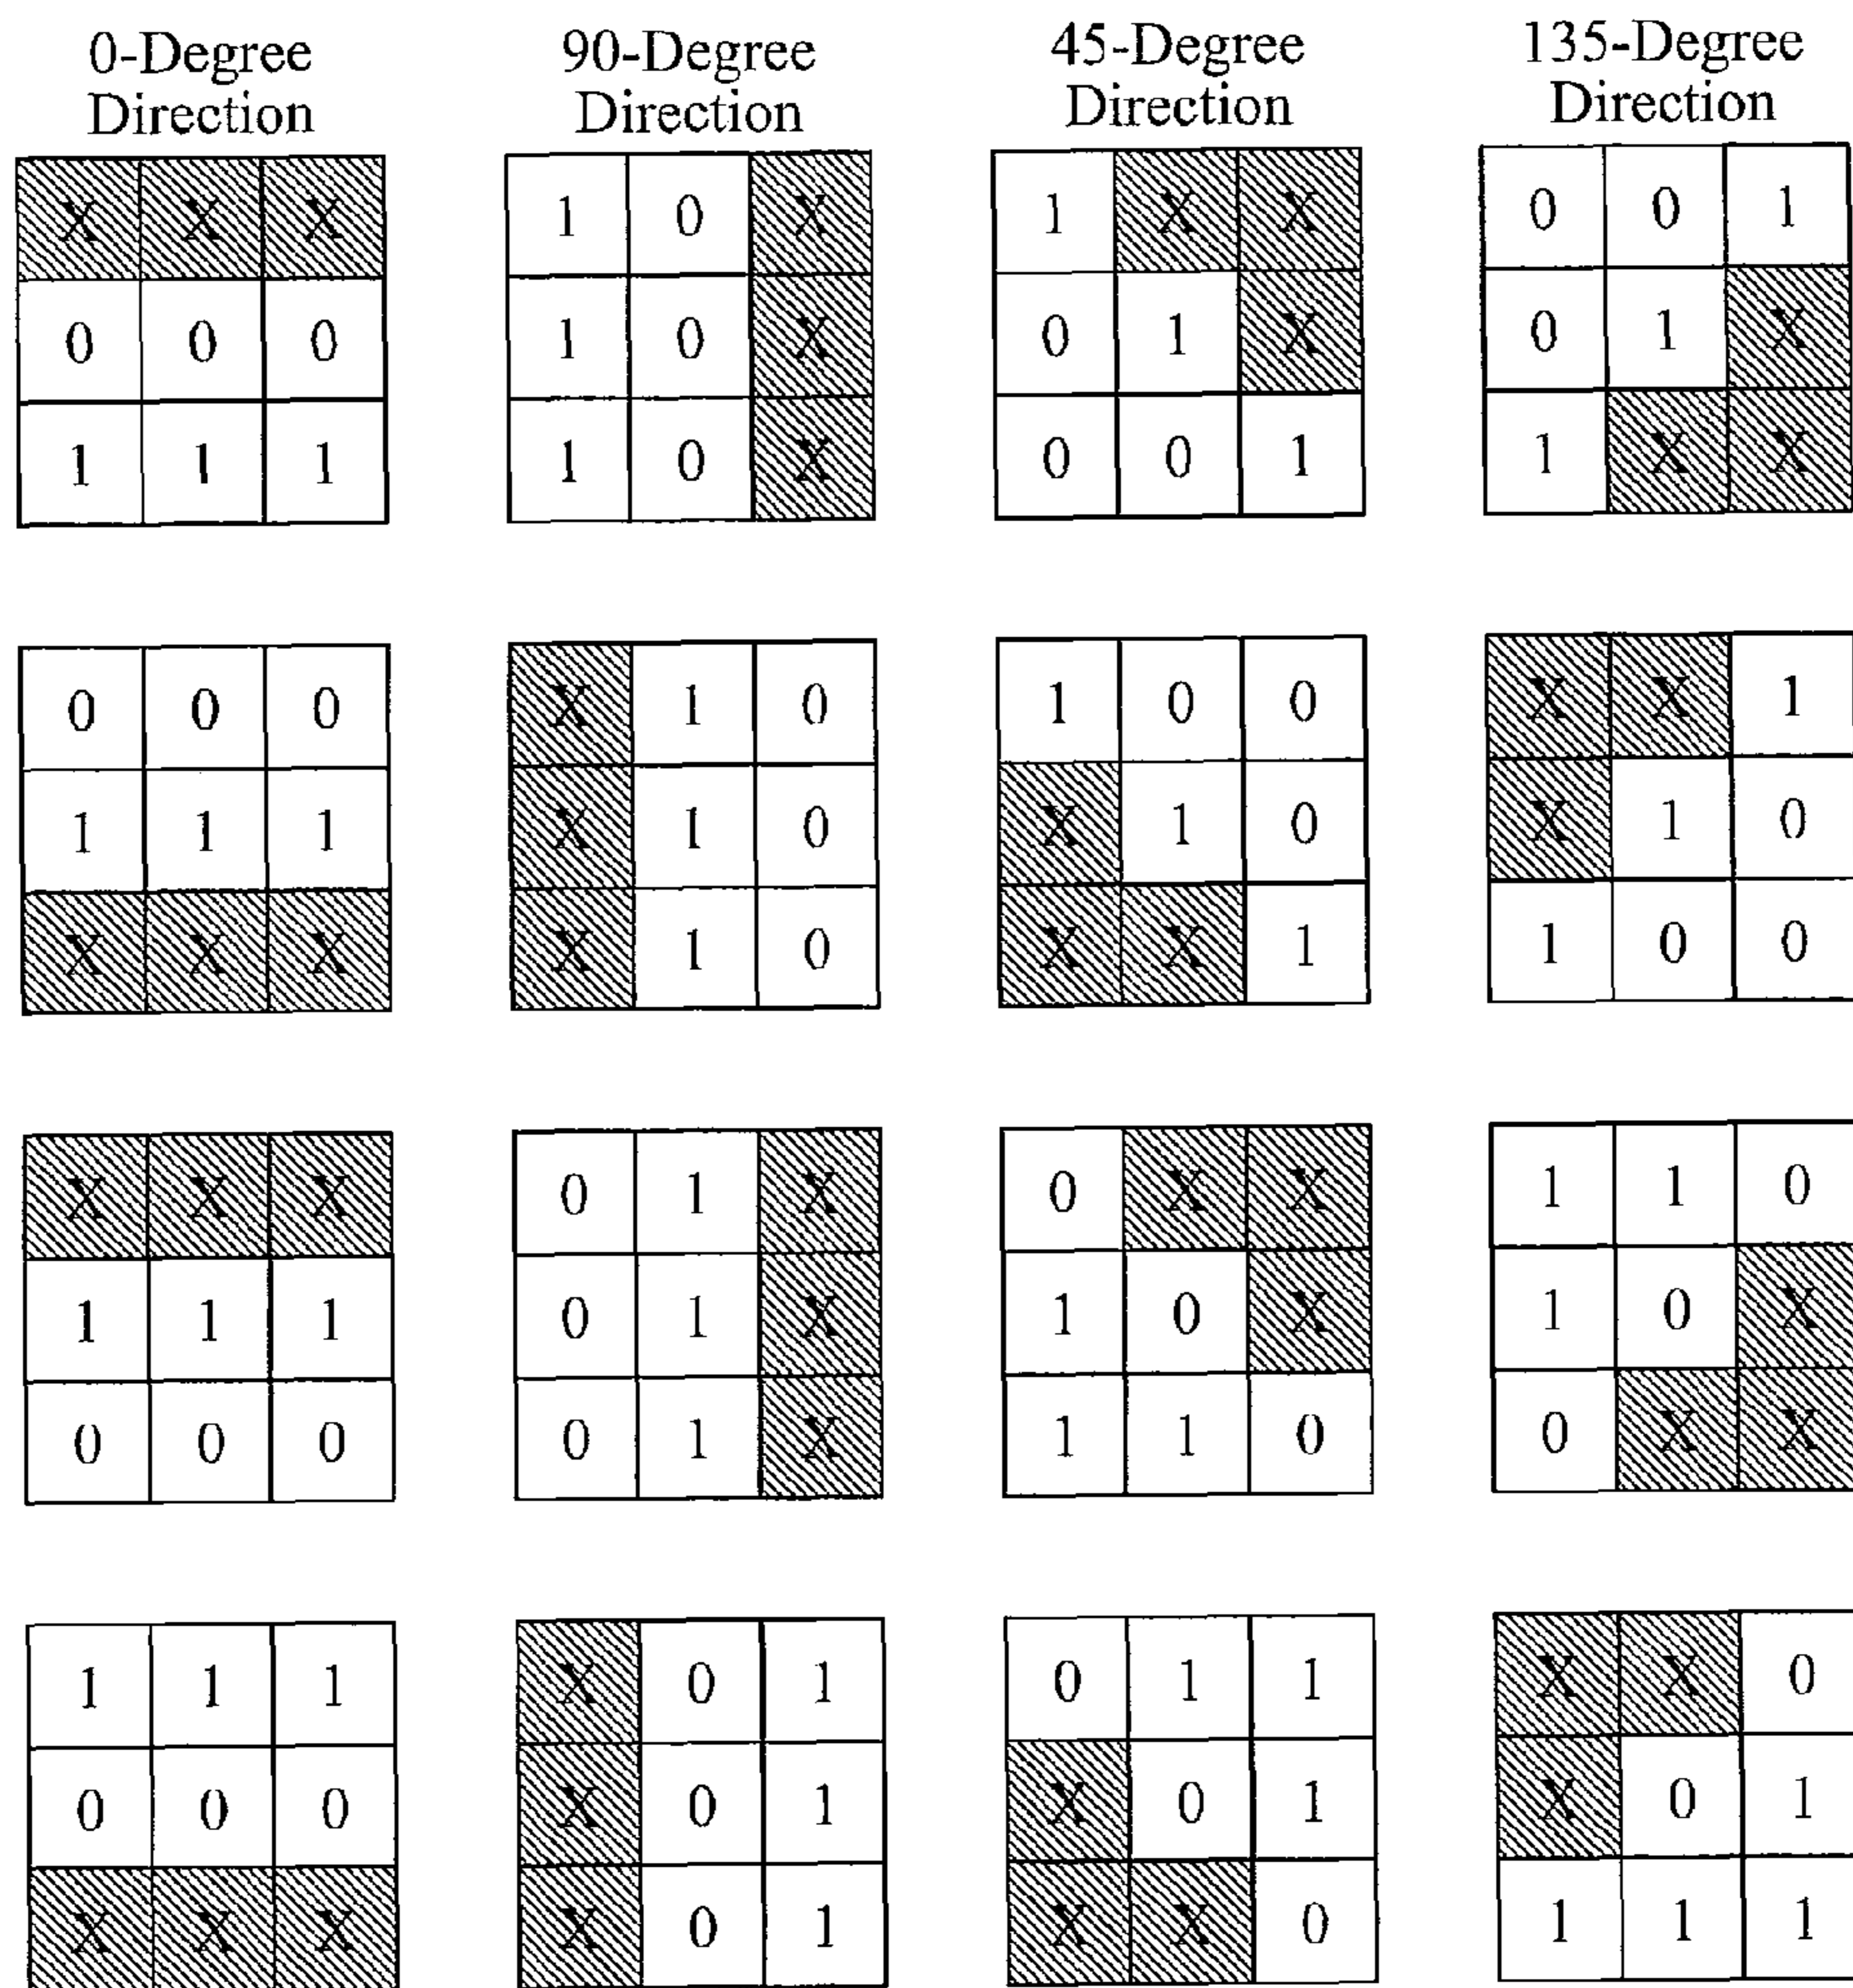 0-Degree Direction 90-Degree Direction 45-Degree Direction 135-Degree Direction
X X X 1 0 X 1 X X 0 0 1
0 0 0 1 0 X 0 1 X 0 1 X
1 1 1 1 0 X 0 0 1 1 X X
0 0 0 X 1 0 1 0 0 X X 1
1 1 1 X 1 0 X 1 0 X 1 0
X X X X 1 0 X X 1 1 0 0
X X X 0 1 X 0 X X 1 1 0
1 1 1 0 1 X 1 0 X 1 0 X
0 0 0 0 1 X 1 1 0 0 X X
1 1 1 X 0 1 0 1 1 X X 0
0 0 0 X 0 1 X 0 1 X 0 1
X X X X 0 1 X X 0 1 1 1